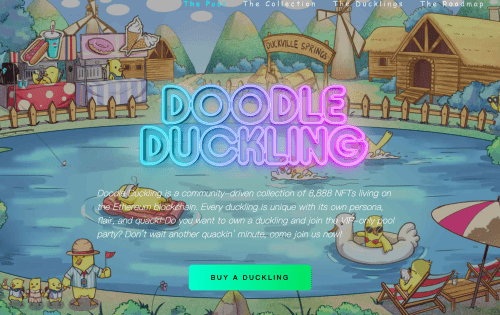 The Pool The Collection The Ducklings The Roadmap
DUCKVILLE SPRINGS
DOODLE
DUCKLING
Doodle Duckling is a community-driven collection of 8,888 NFTs living on
the Ethereum blockchain. Every duckling is unique with its own persona,
flair, and quack! Do you want to own a duckling and join the VIP-only pool
party? Don't wait another quackin' minute, come join us now!
BUY A DUCKLING